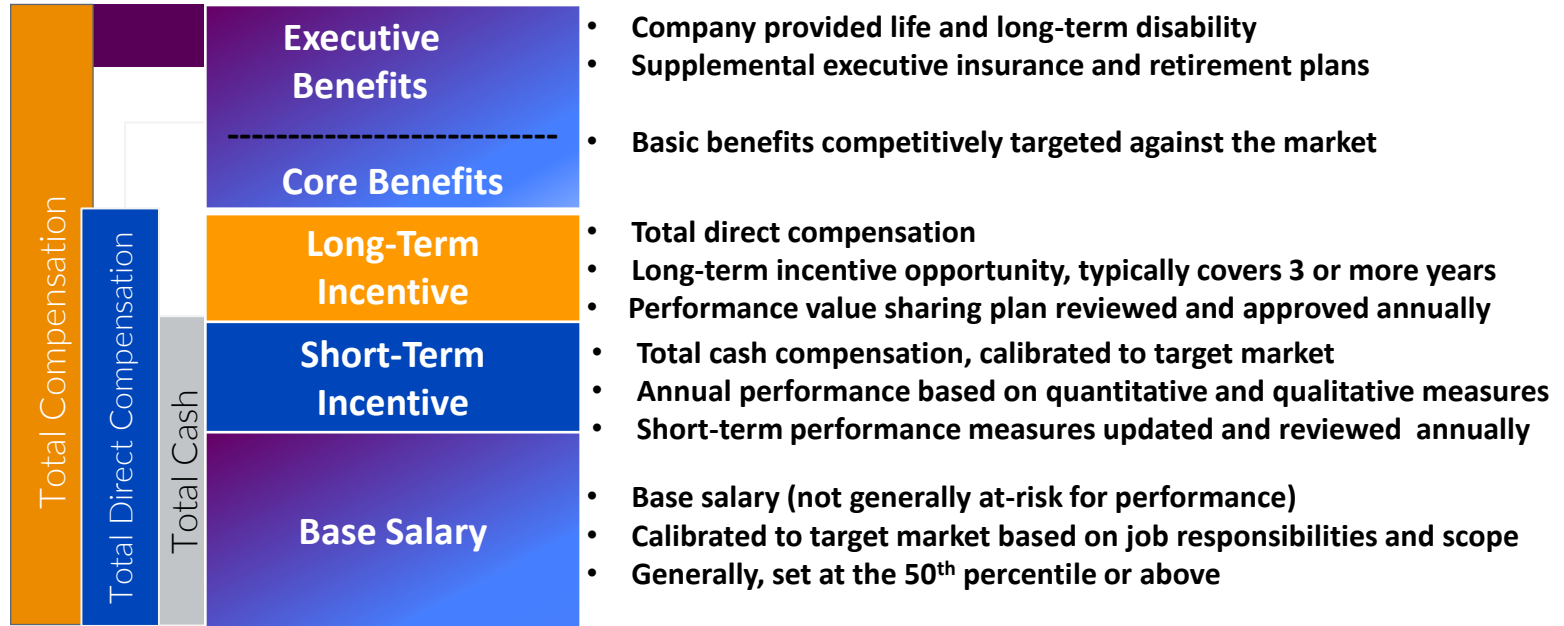 Total Compensation
Total Direct Compensation
Total Cash
Executive
Benefits
Core Benefits
Long-Term
Incentive
Short-Term
Incentive
Base Salary
• Company provided life and long-term disability
• Supplemental executive insurance and retirement plans
• Basic benefits competitively targeted against the market
• Total direct compensation
• Long-term incentive opportunity, typically covers 3 or more years
• Performance value sharing plan reviewed and approved annually
• Total cash compensation, calibrated to target market
• Annual performance based on quantitative and qualitative measures
• Short-term performance measures updated and reviewed annually
• Base salary (not generally at-risk for performance)
• Calibrated to target market based on job responsibilities and scope
• Generally, set at the 50th percentile or above